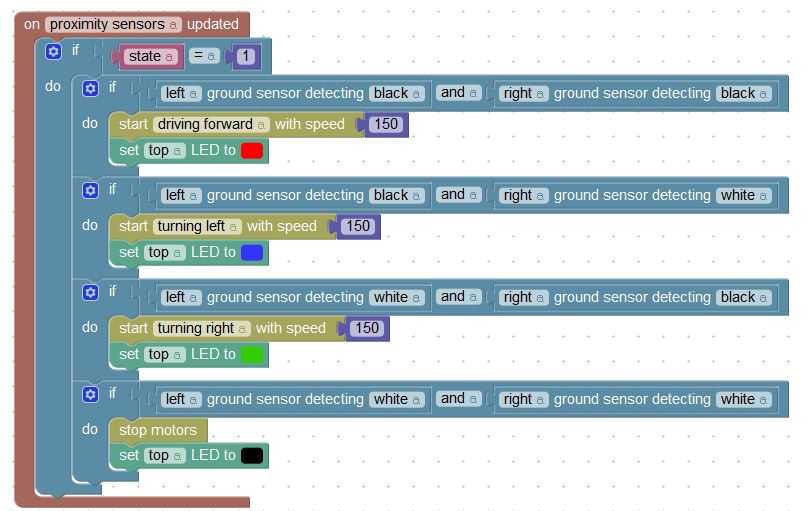 on proximity sensors a updated
if state a = a 1
do if left a ground sensor detecting black a and a right a ground sensor detecting black a
do start driving forward a with speed 150
set top a LED to
if left a ground sensor detecting black a and a right a ground sensor detecting white a
do start turning left a with speed 150
set top a LED to
if left a ground sensor detecting white a and a right a ground sensor detecting black a
do start turning right a with speed 150
set top a LED to
if left a ground sensor detecting white a and a right a ground sensor detecting white a
do stop motors
set top a LED to